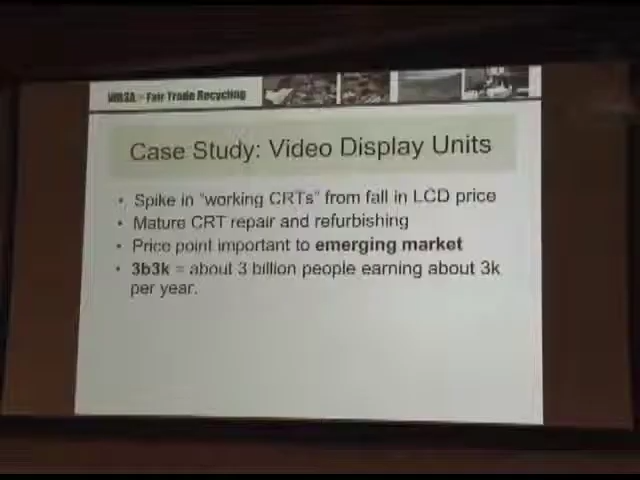 WR3A - Fair Trade Recycling
Case Study: Video Display Units
• Spike in "working CRTs" from fall in LCD price
• Mature CRT repair and refurbishing
• Price point important to emerging market
• 3b3k = about 3 billion people earning about 3k
per year.